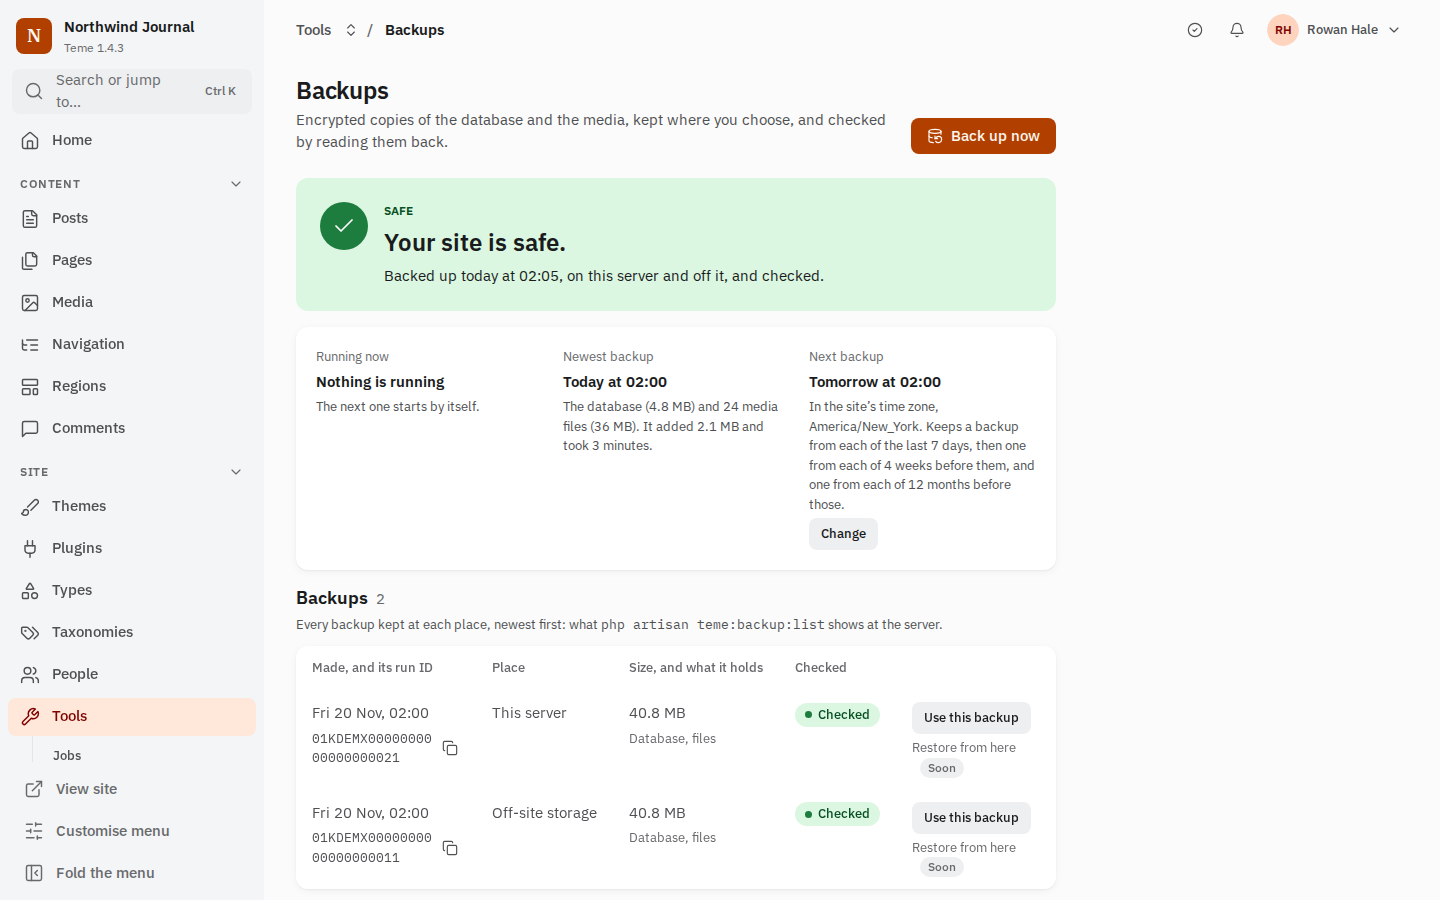 N
Northwind Journal
Teme 1.4.3
Search or jump
to...
Ctrl K
Home
CONTENT
Posts
Pages
Media
Navigation
Regions
Comments
SITE
Themes
Plugins
Types
Taxonomies
People
Tools
Jobs
View site
Customise menu
Fold the menu
Tools / Backups
RH Rowan Hale
Backups
Encrypted copies of the database and the media, kept where you choose, and checked
by reading them back.
Back up now
SAFE
Your site is safe.
Backed up today at 02:05, on this server and off it, and checked.
Running now
Nothing is running
The next one starts by itself.
Newest backup
Today at 02:00
The database (4.8 MB) and 24 media
files (36 MB). It added 2.1 MB and
took 3 minutes.
Next backup
Tomorrow at 02:00
In the site’s time zone,
America/New_York. Keeps a backup
from each of the last 7 days, then one
from each of 4 weeks before them, and
one from each of 12 months before
those.
Change
Backups 2
Every backup kept at each place, newest first: what php artisan teme:backup:list shows at the server.
Made, and its run ID Place Size, and what it holds Checked
Fri 20 Nov, 02:00 This server 40.8 MB Checked Use this backup
01KDEMX00000000 Database, files Restore from here
00000000021 Soon
Fri 20 Nov, 02:00 Off-site storage 40.8 MB Checked Use this backup
01KDEMX00000000 Database, files Restore from here
00000000011 Soon